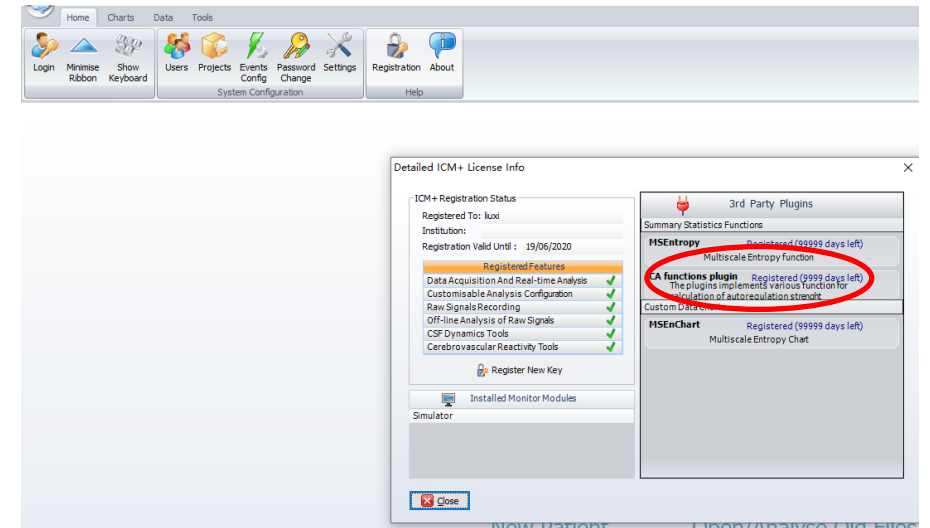 Home Charts Data Tools
Login Minimise Ribbon Show Keyboard Users Projects Events Config Password Change Settings Registration About
System Configuration Help
Detailed ICM+ License Info
ICM+ Registration Status
Registered To: liuxi
Institution:
Registration Valid Until : 19/06/2020
Registered Features
Data Acquisition And Real-time Analysis
Customisable Analysis Configuration
Raw Signals Recording
Off-line Analysis of Raw Signals
CSF Dynamics Tools
Cerebrovascular Reactivity Tools
Register New Key
Installed Monitor Modules
Simulator
3rd Party Plugins
Summary Statistics Functions
MSEntropy Registered (99999 days left)
Multiscale Entropy function
CA functions plugin Registered (9999 days left)
The plugins implements various function for
calculation of autoregulation strenght
Custom Data
MSEnChart Registered (99999 days left)
Multiscale Entropy Chart
Close
New Patient Open/Analyse Old Files